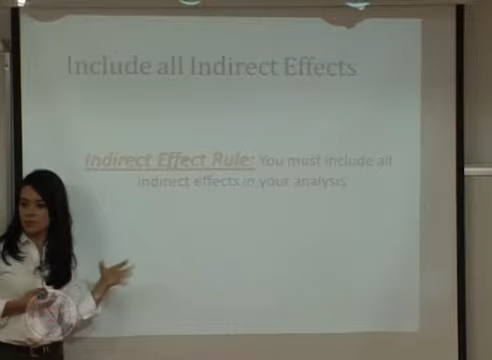 Include all Indirect Effects
Indirect Effect Rule: You must include all
indirect effects in your analysis